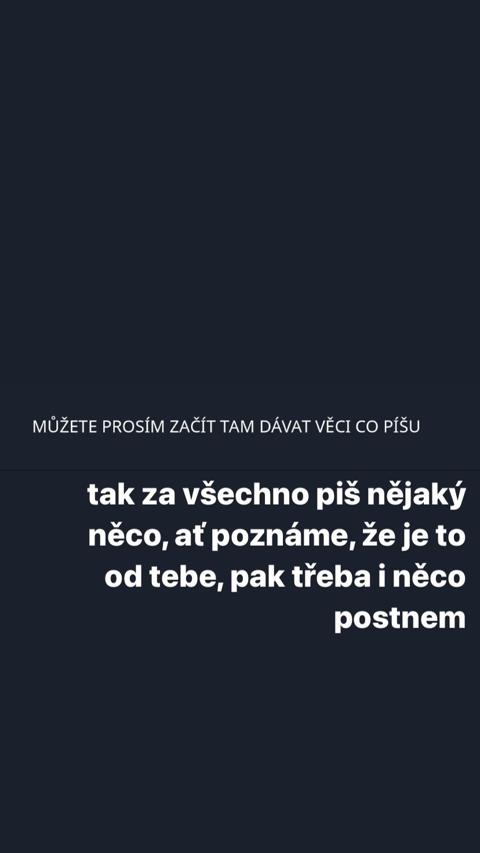 MŮŽETE PROSÍM ZAČÍT TAM DÁVAT VĚCI CO PÍŠU
tak za všechno piš nějaký
něco, ať poznáme, že je to
od tebe, pak třeba i něco
postnem